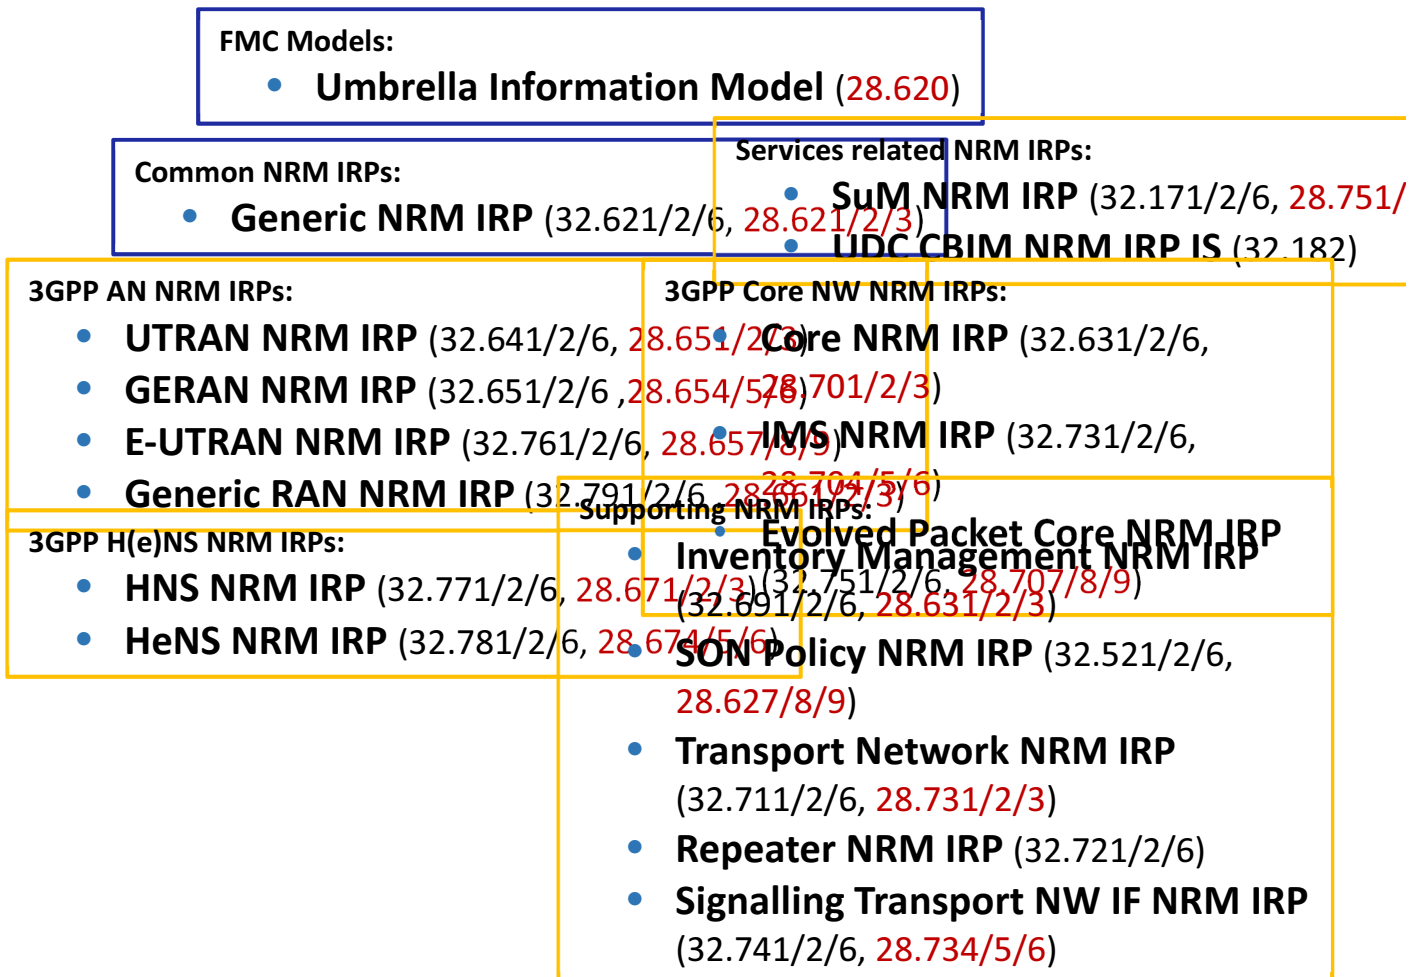 FMC Models:
• Umbrella Information Model (28.620)
Common NRM IRPs:
• Generic NRM IRP (32.621/2/6, 28.621/2/3)
Services related NRM IRPs:
• SuM NRM IRP (32.171/2/6, 28.751/
• UDC CBIM NRM IRP IS (32.182)
3GPP AN NRM IRPs:
• UTRAN NRM IRP (32.641/2/6, 28.651/2/3)
• GERAN NRM IRP (32.651/2/6 ,28.654/5/6)
• E-UTRAN NRM IRP (32.761/2/6, 28.657/8/9)
• Generic RAN NRM IRP (32.791/2/6 ,28.661/2/3)
3GPP Core NW NRM IRPs:
• Core NRM IRP (32.631/2/6,
28.701/2/3)
• IMS NRM IRP (32.731/2/6,
28.704/5/6)
• Evolved Packet Core NRM IRP
(32.751/2/6, 28.707/8/9)
3GPP H(e)NS NRM IRPs:
• HNS NRM IRP (32.771/2/6, 28.671/2/3)
• HeNS NRM IRP (32.781/2/6, 28.674/5/6)
Supporting NRM IRPs:
• Inventory Management NRM IRP
(32.691/2/6, 28.631/2/3)
• SON Policy NRM IRP (32.521/2/6,
28.627/8/9)
• Transport Network NRM IRP
(32.711/2/6, 28.731/2/3)
• Repeater NRM IRP (32.721/2/6)
• Signalling Transport NW IF NRM IRP
(32.741/2/6, 28.734/5/6)